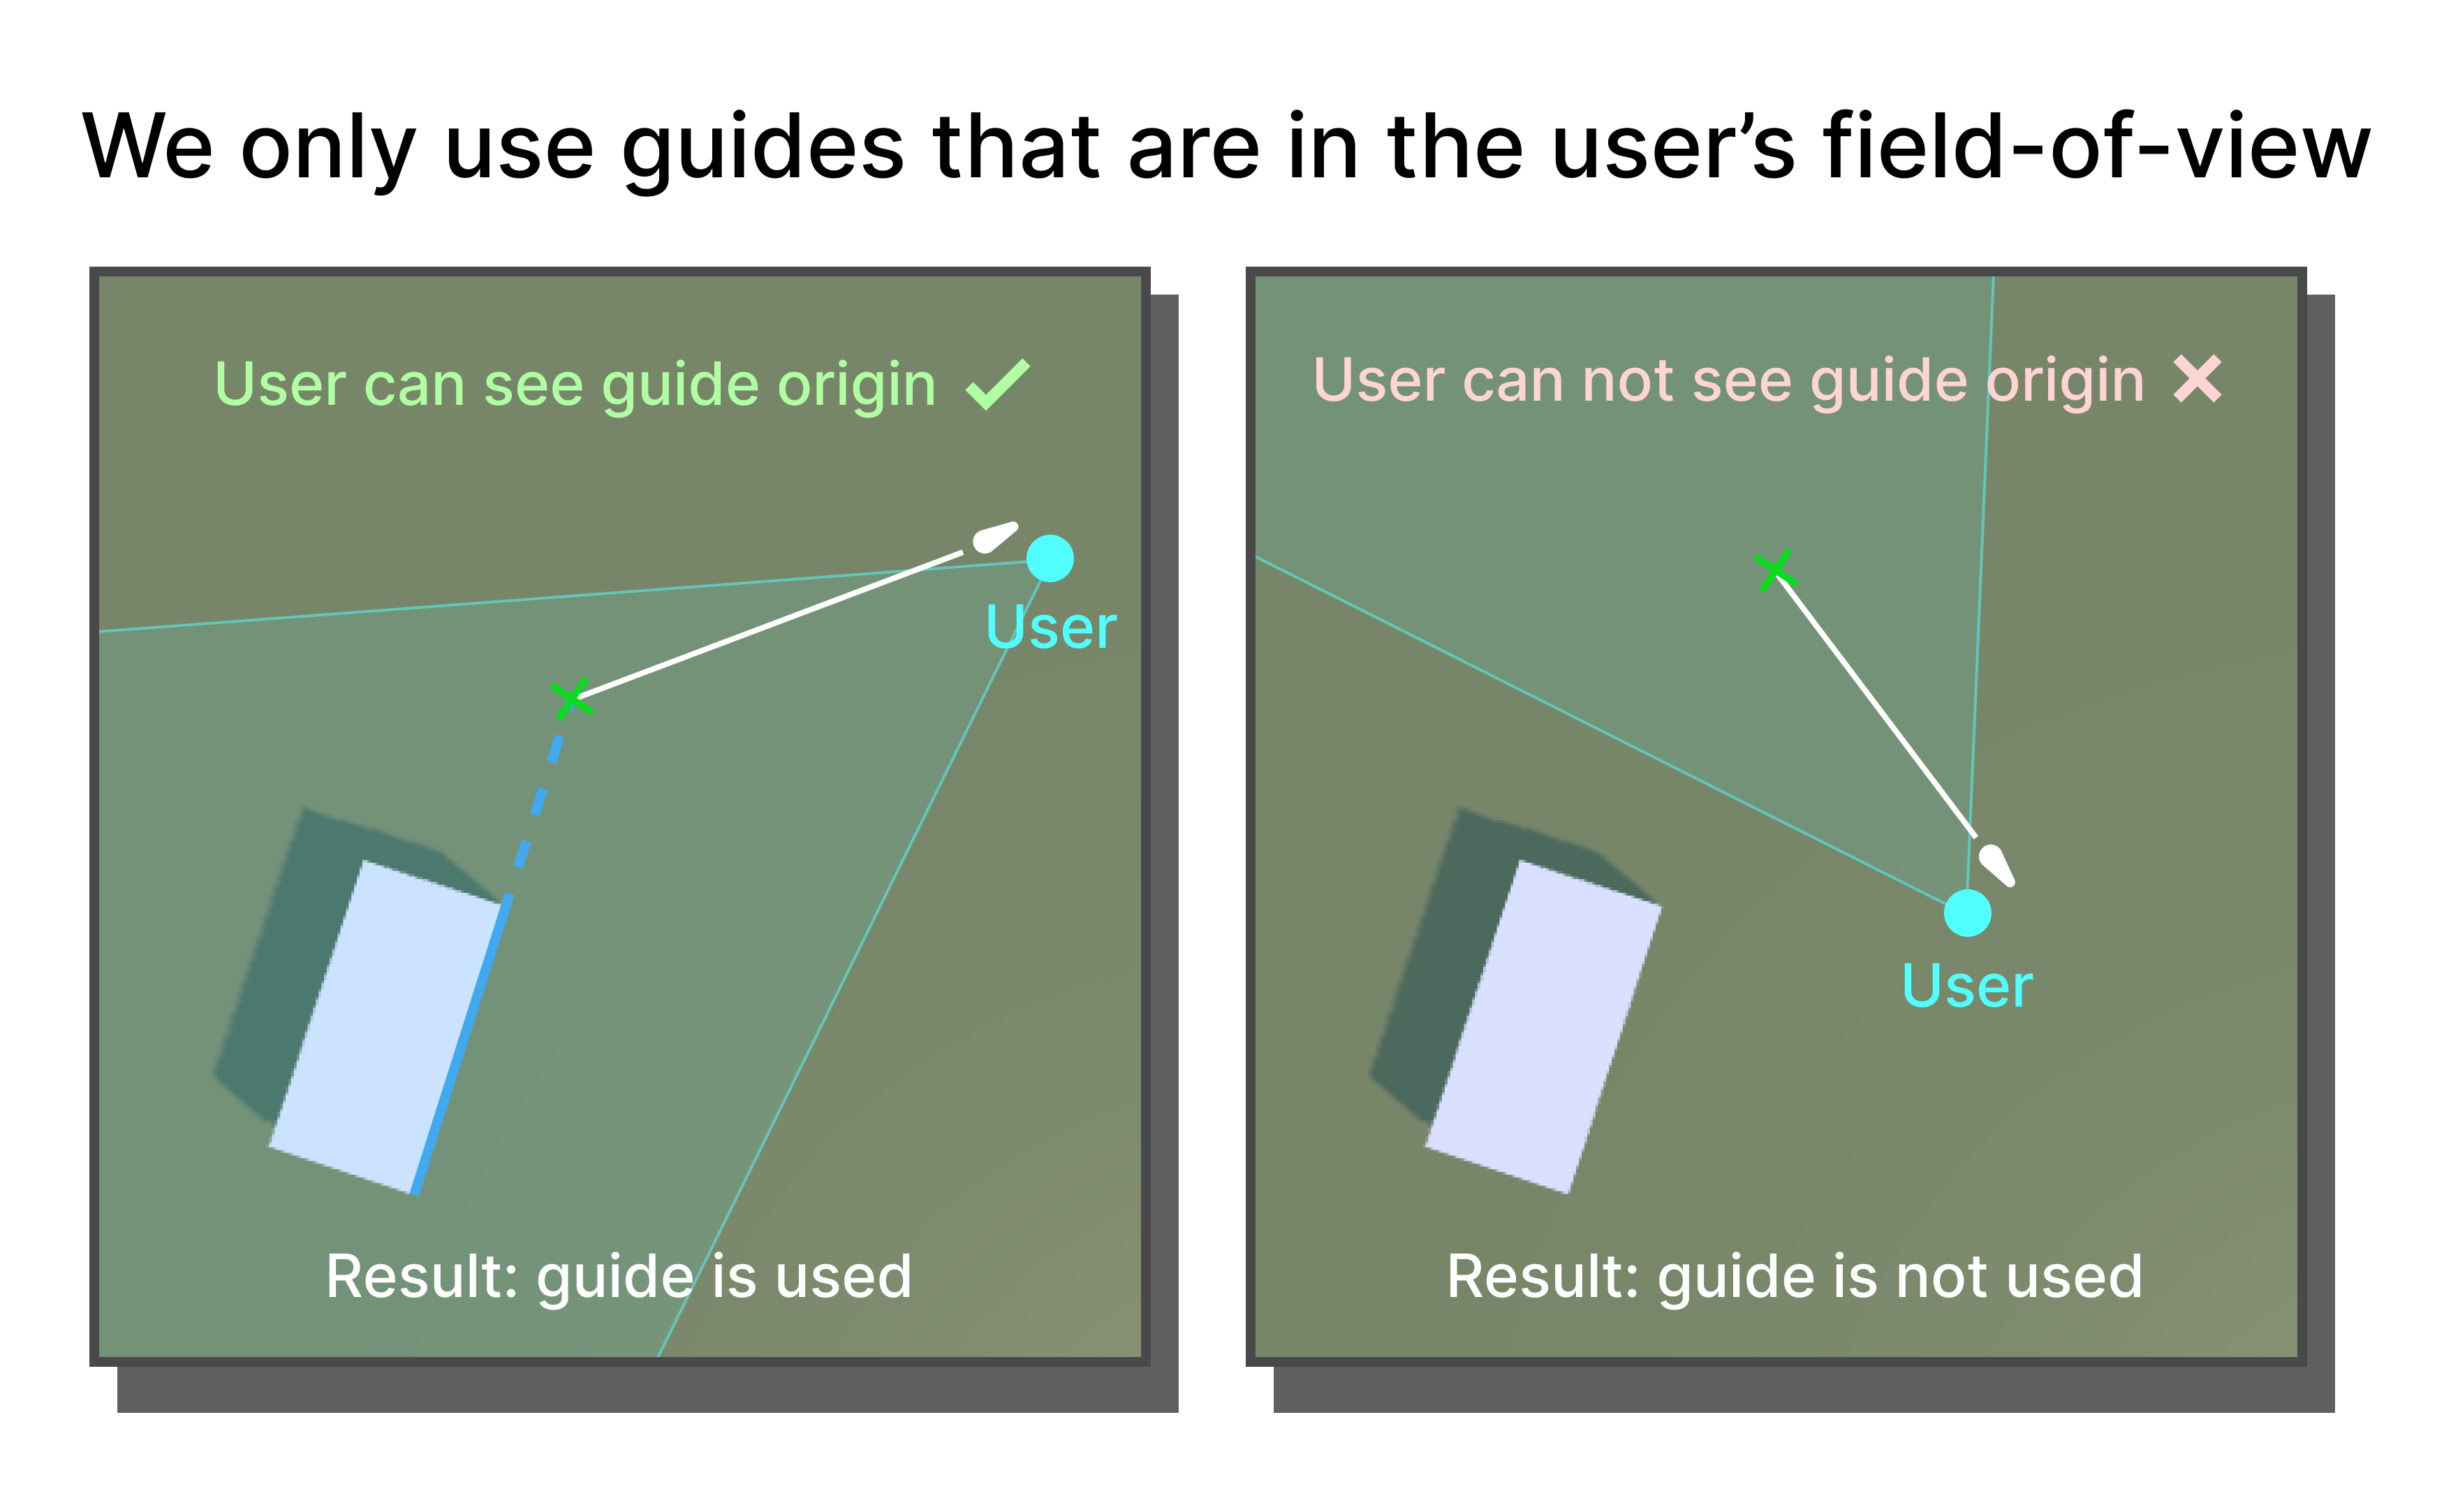 We only use guides that are in the user’s field-of-view
User can see guide origin
User
Result: guide is used
User can not see guide origin
User
Result: guide is not used